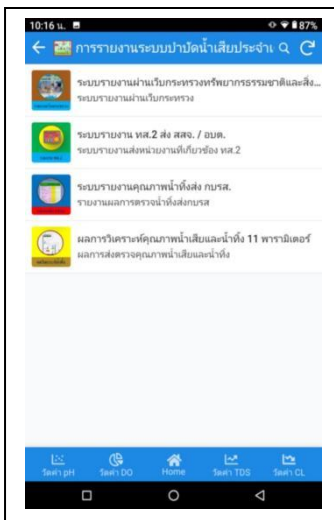 10:16 น.
87%
การรายงานระบบบำบัดน้ำเสียประจำเ
ระบบรายงานผ่านเว็บกระทรวงทรัพยากรธรรมชาติและสิ่ง...
ระบบรายงานผ่านเว็บกระทรวง
ระบบรายงาน ทส.2 ส่ง สสจ. / อบต.
ระบบรายงานส่งหน่วยงานที่เกี่ยวช้อง ทส.2
ระบบรายงานคุณภาพน้ำทิ้งส่ง กบรส.
รายงานผลการตรวจน้ำทิ้งส่งกบรส
ผลการวิเคราะห์คุณภาพน้ำเสียและน้ำทิ้ง 11 พารามิเตอร์
ผลการส่งตรวจคุณภาพน้ำเสียและน้ำทิ้ง
วัดค่า pH
วัดค่า DO
Home
วัดค่า TDS
วัดค่า CL